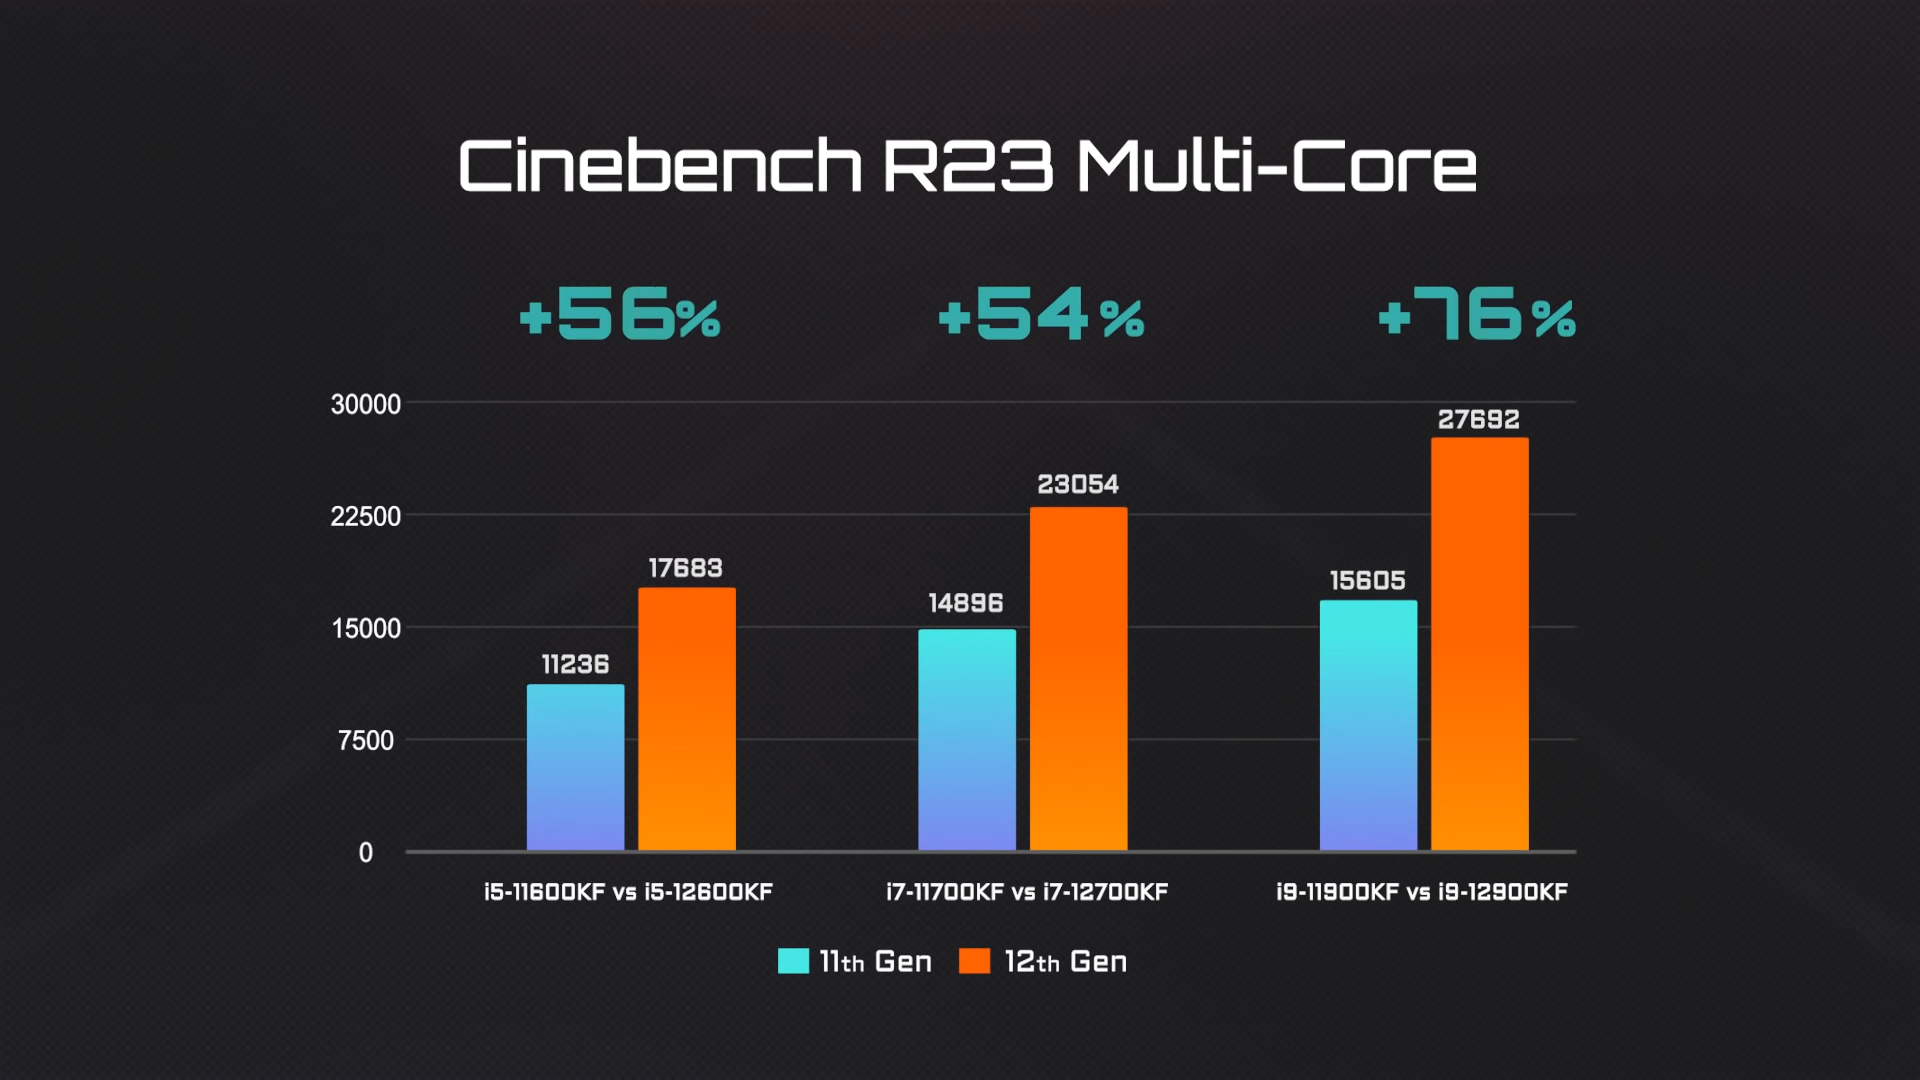 Cinebench R23 Multi-Core
+56% +54% +76%
30000
27692
23054
22500
17683
14896
15605
15000
11236
7500
0
i5-11600KF vs i5-12600KF
i7-11700KF vs i7-12700KF
i9-11900KF vs i9-12900KF
11th Gen
12th Gen